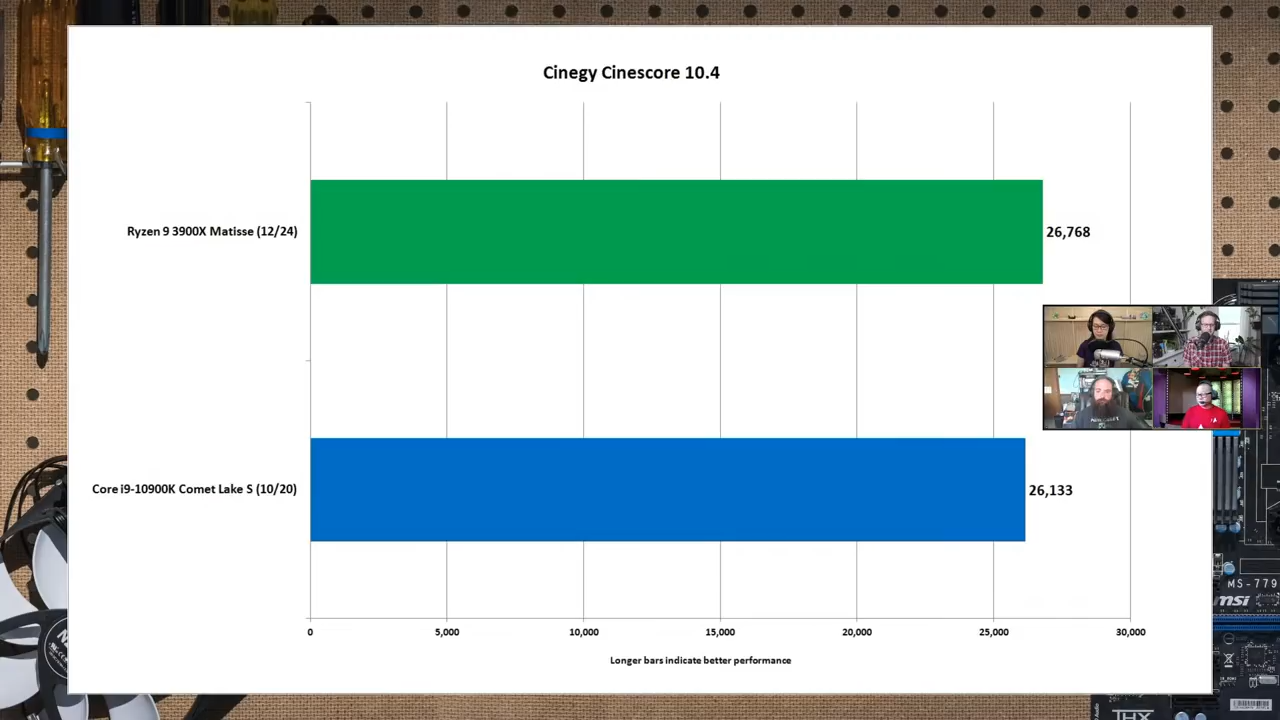 Cinegy Cinescore 10.4
Ryzen 9 3900X Matisse (12/24)
26,768
Core i9-10900K Comet Lake S (10/20)
26,133
0
5,000
10,000
15,000
20,000
25,000
30,000
Longer bars indicate better performance
MS-779
msi
THX